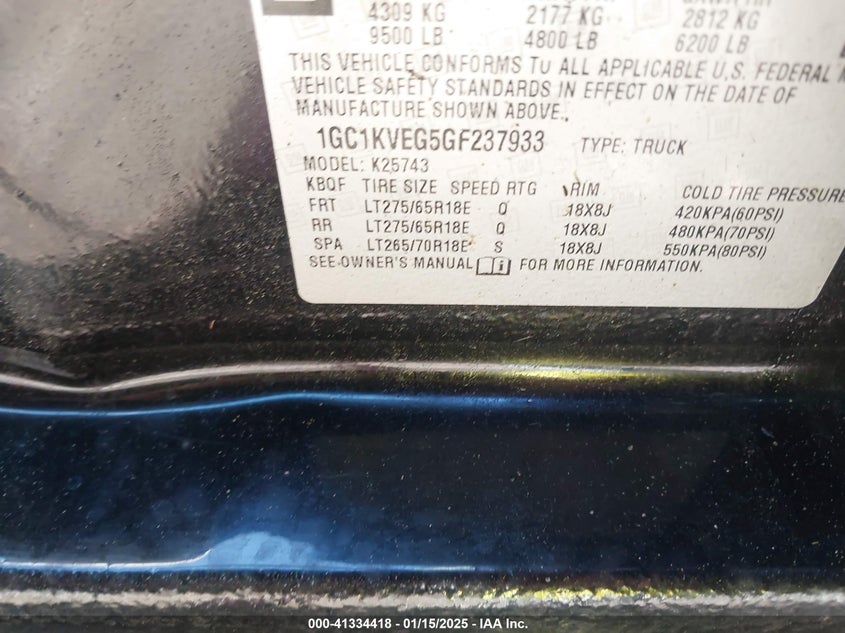 4309 KG 2177 KG 2812 KG
9500 LB 4800 LB 6200 LB
THIS VEHICLE CONFORMS TO ALL APPLICABLE U.S. FEDERAL
VEHICLE SAFETY STANDARDS IN EFFECT ON THE DATE OF
MANUFACTURE SHOWN ABOVE.
1GC1KVEG5GF237933 TYPE: TRUCK
MODEL: K25743
KBQF TIRE SIZE SPEED RTG RIM COLD TIRE PRESSURE
FRT LT275/65R18E Q 18X8J 420KPA(60PSI)
RR LT275/65R18E Q 18X8J 480KPA(70PSI)
SPA LT265/70R18E S 18X8J 550KPA(80PSI)
SEE OWNER'S MANUAL i FOR MORE INFORMATION.
000-41334418 - 01/15/2025 - Copyright © IAA, Inc.